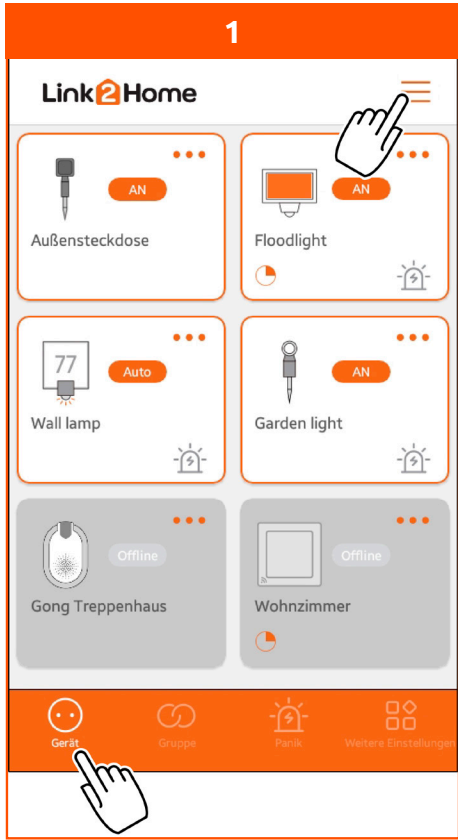 1
Link2Home
AN
Außensteckdose
AN
Floodlight
77
Auto
Wall lamp
AN
Garden light
Offline
Gong Treppenhaus
Offline
Wohnzimmer
Gerät
Gruppe
Panik
Weitere Einstellungen